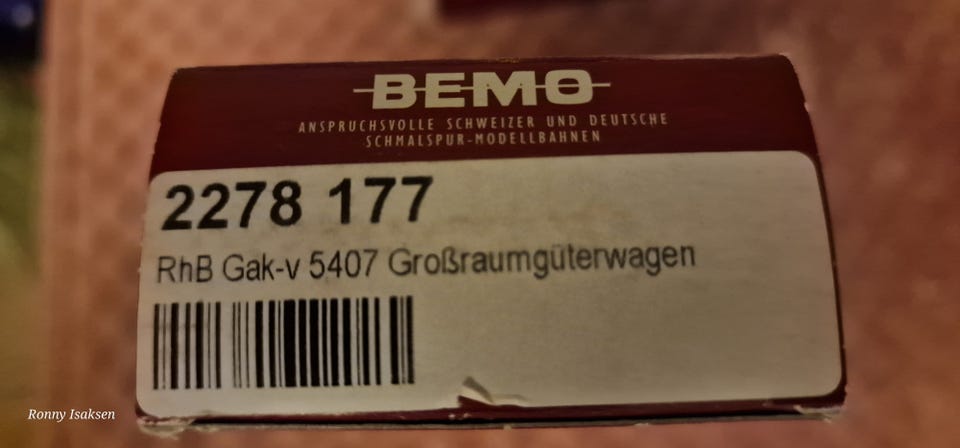 BEMO
ANSPRUCHSVOLLE SCHWEIZER UND DEUTSCHE
SCHMALSPUR-MODELLBAHNEN
2278 177
RhB Gak-v 5407 Großraumgüterwagen
Ronny Isaksen